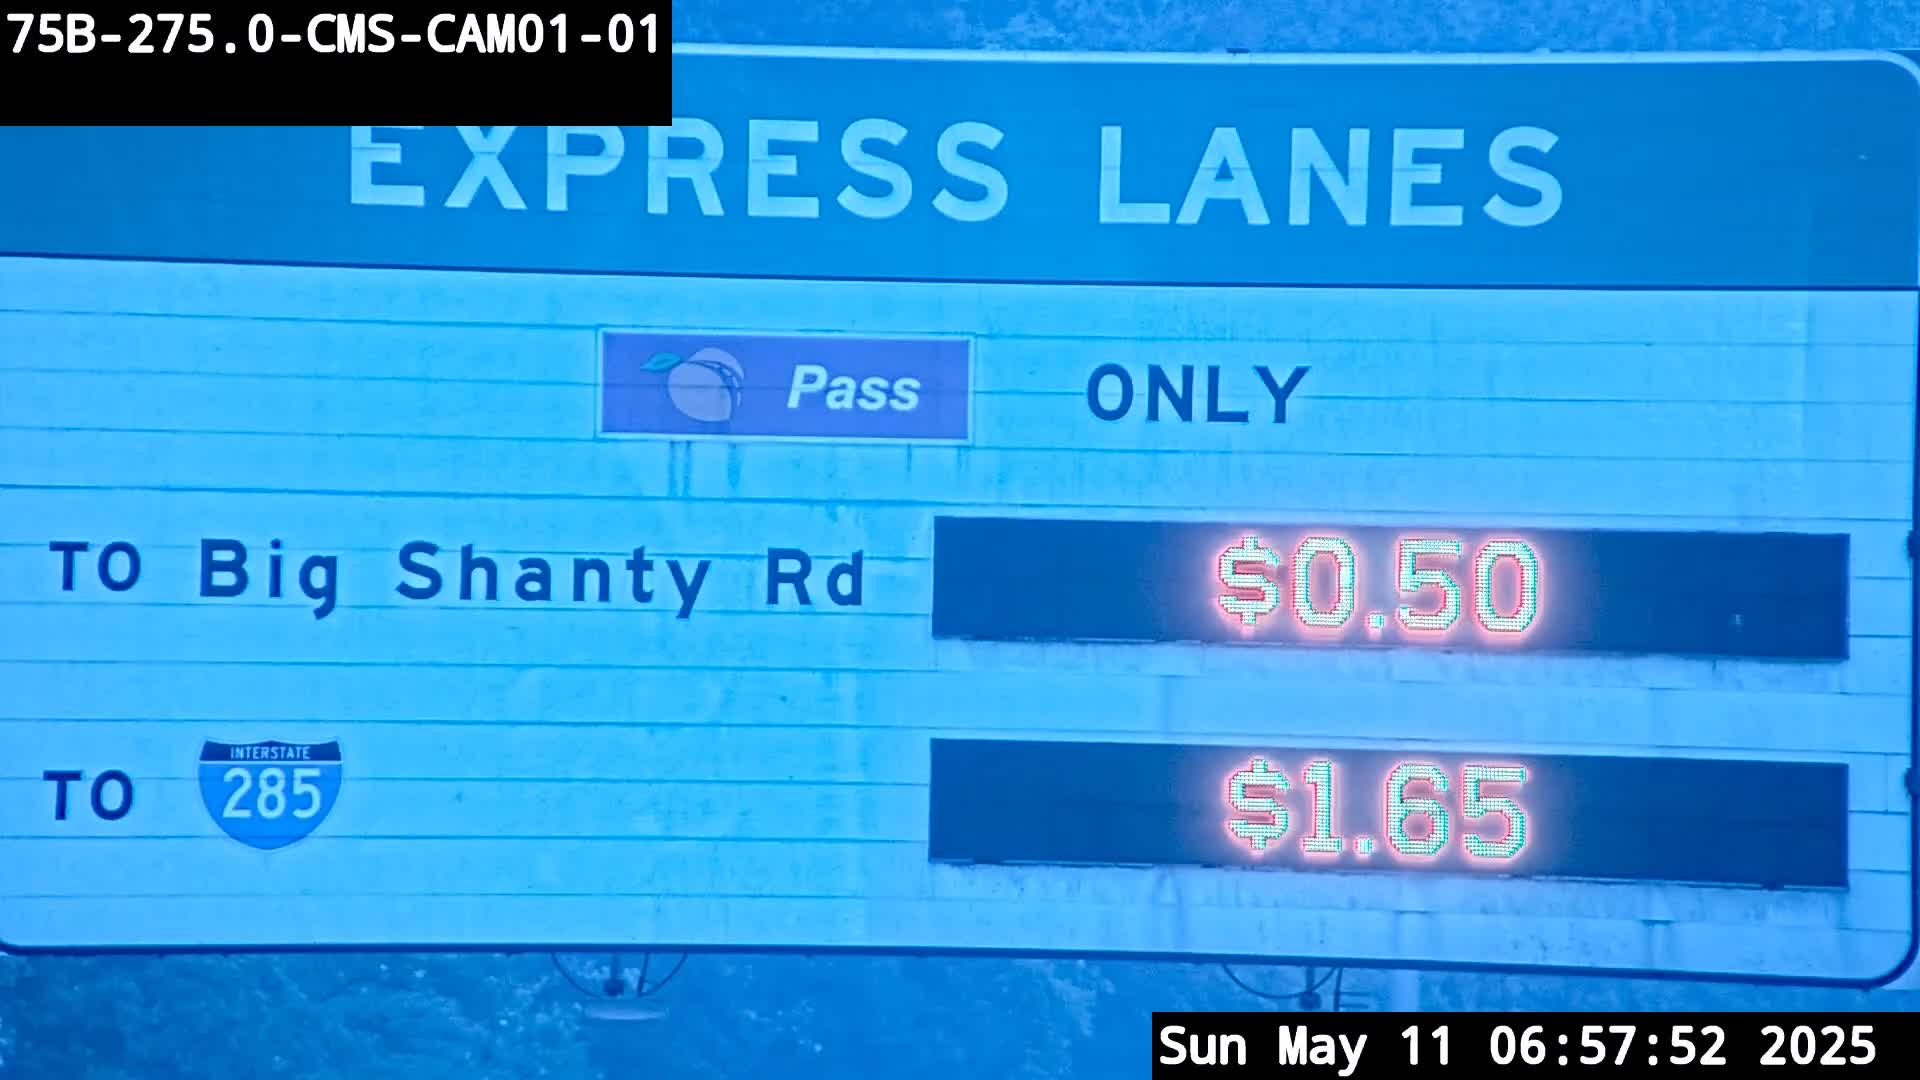 75B-275.0-CMS-CAM01-01
EXPRESS LANES
Pass ONLY
TO Big Shanty Rd $0.50
TO INTERSTATE 285 $1.65
Sun May 11 06:57:52 2025